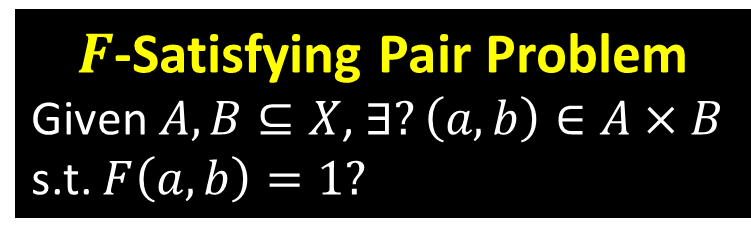 F-Satisfying Pair Problem
Given A, B ⊆ X, ∃? (a, b) ∈ A × B
s.t. F(a, b) = 1?